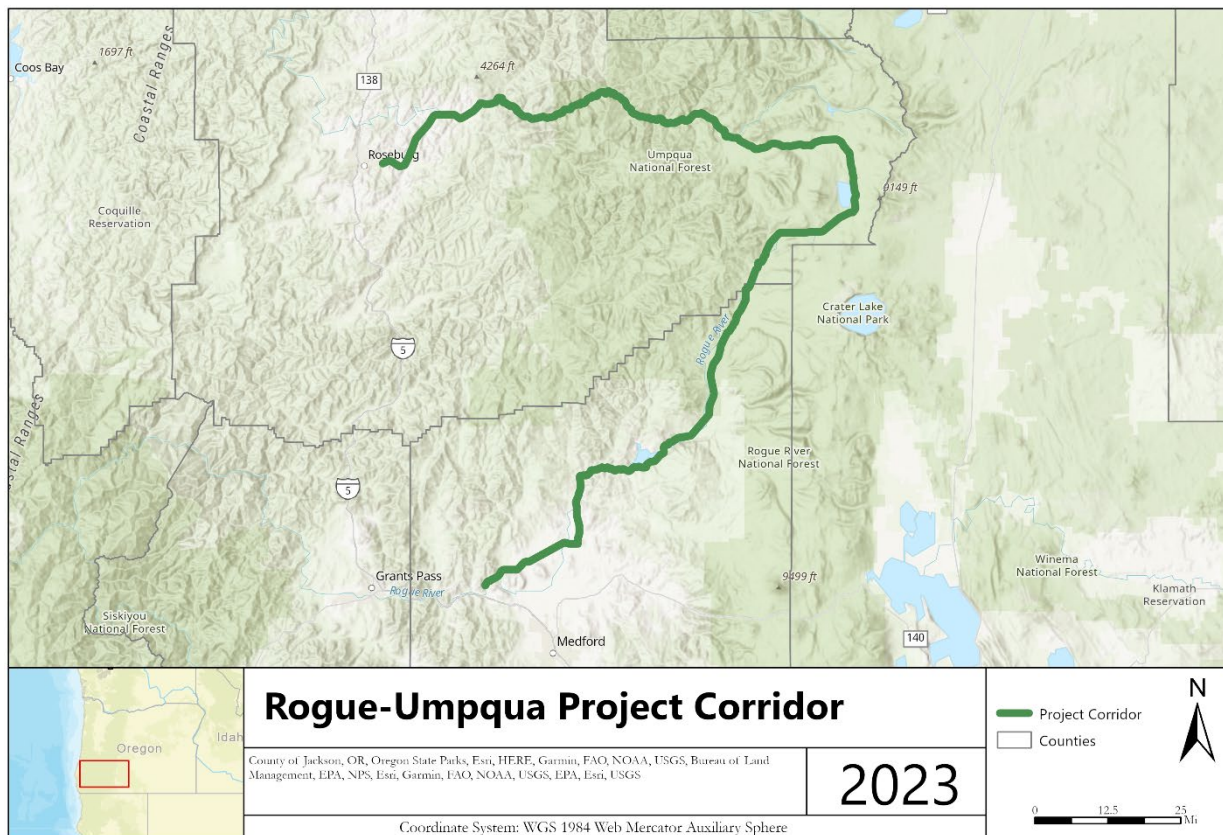 Coos Bay
1697 ft
Coastal Ranges
138
4264 ft
Roseburg
Umpqua
National Forest
9149 ft
Coquille
Reservation
Crater Lake
National Park
Rogue River
5
Rogue River
National Forest
5
Grants Pass
Rogue River
Siskiyou
National Forest
Medford
9499 ft
Winema
National Forest
Klamath
Reservation
140
Oregon
Idah
Rogue-Umpqua Project Corridor
County of Jackson, OR, Oregon State Parks, Esri, HERE, Garmin, FAO, NOAA, USGS, Bureau of Land
Management, EPA, NPS, Esri, Garmin, FAO, NOAA, USGS, EPA, Esri, USGS
2023
Coordinate System: WGS 1984 Web Mercator Auxiliary Sphere
Project Corridor
Counties
N
0 12.5 25
Mi